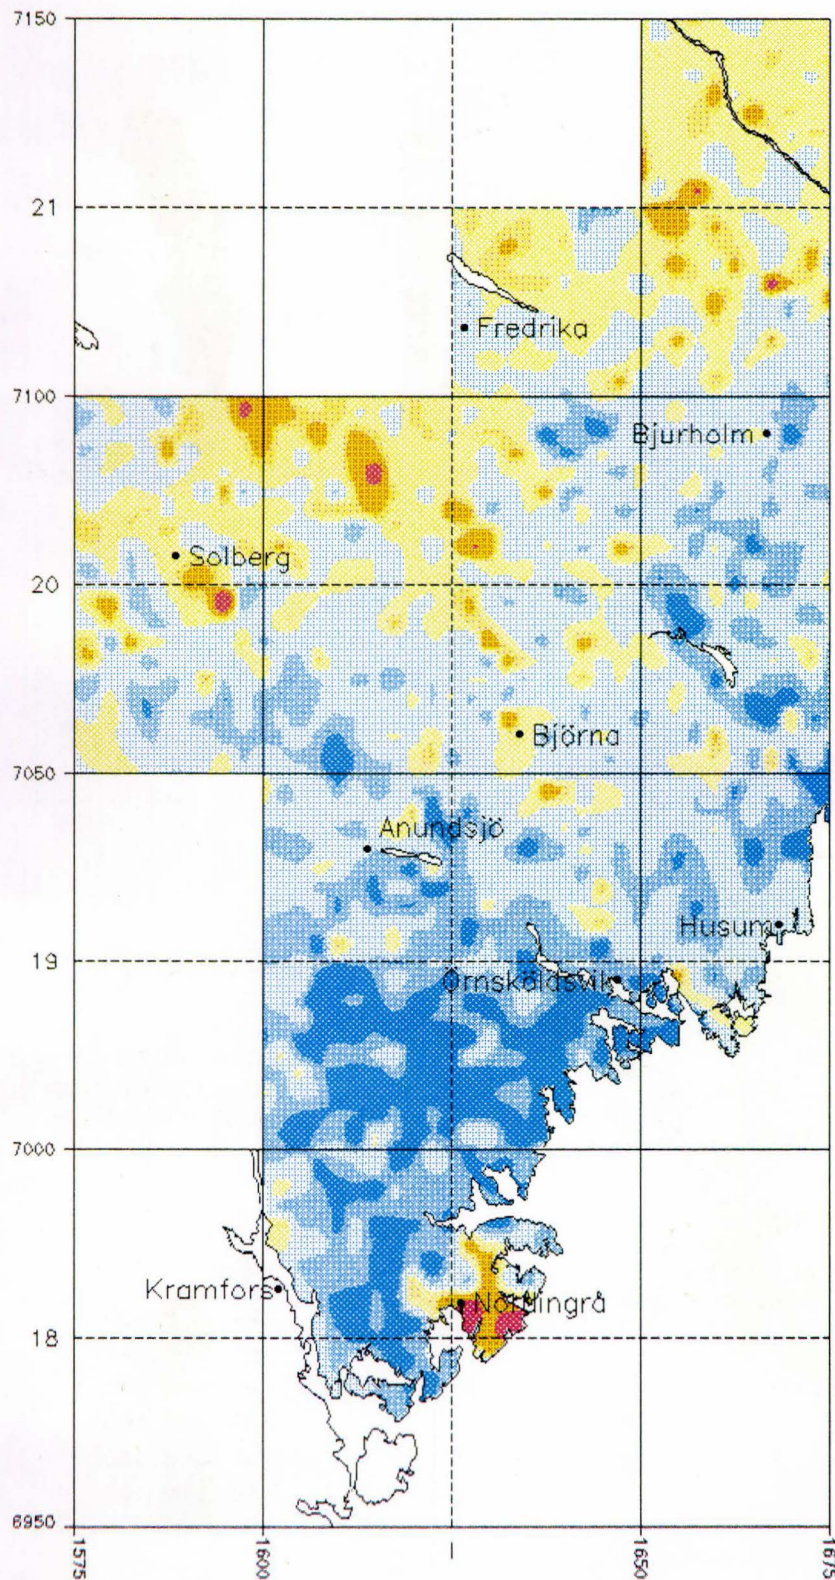 7150
21
Fredrika
7100
Bjurholm
Solberg
20
Björna
7050
Anundsjö
Husum
19
Örnsköldsvik
7000
Kramfors
Nordingrå
18
6950
1575
1600
1650
1675